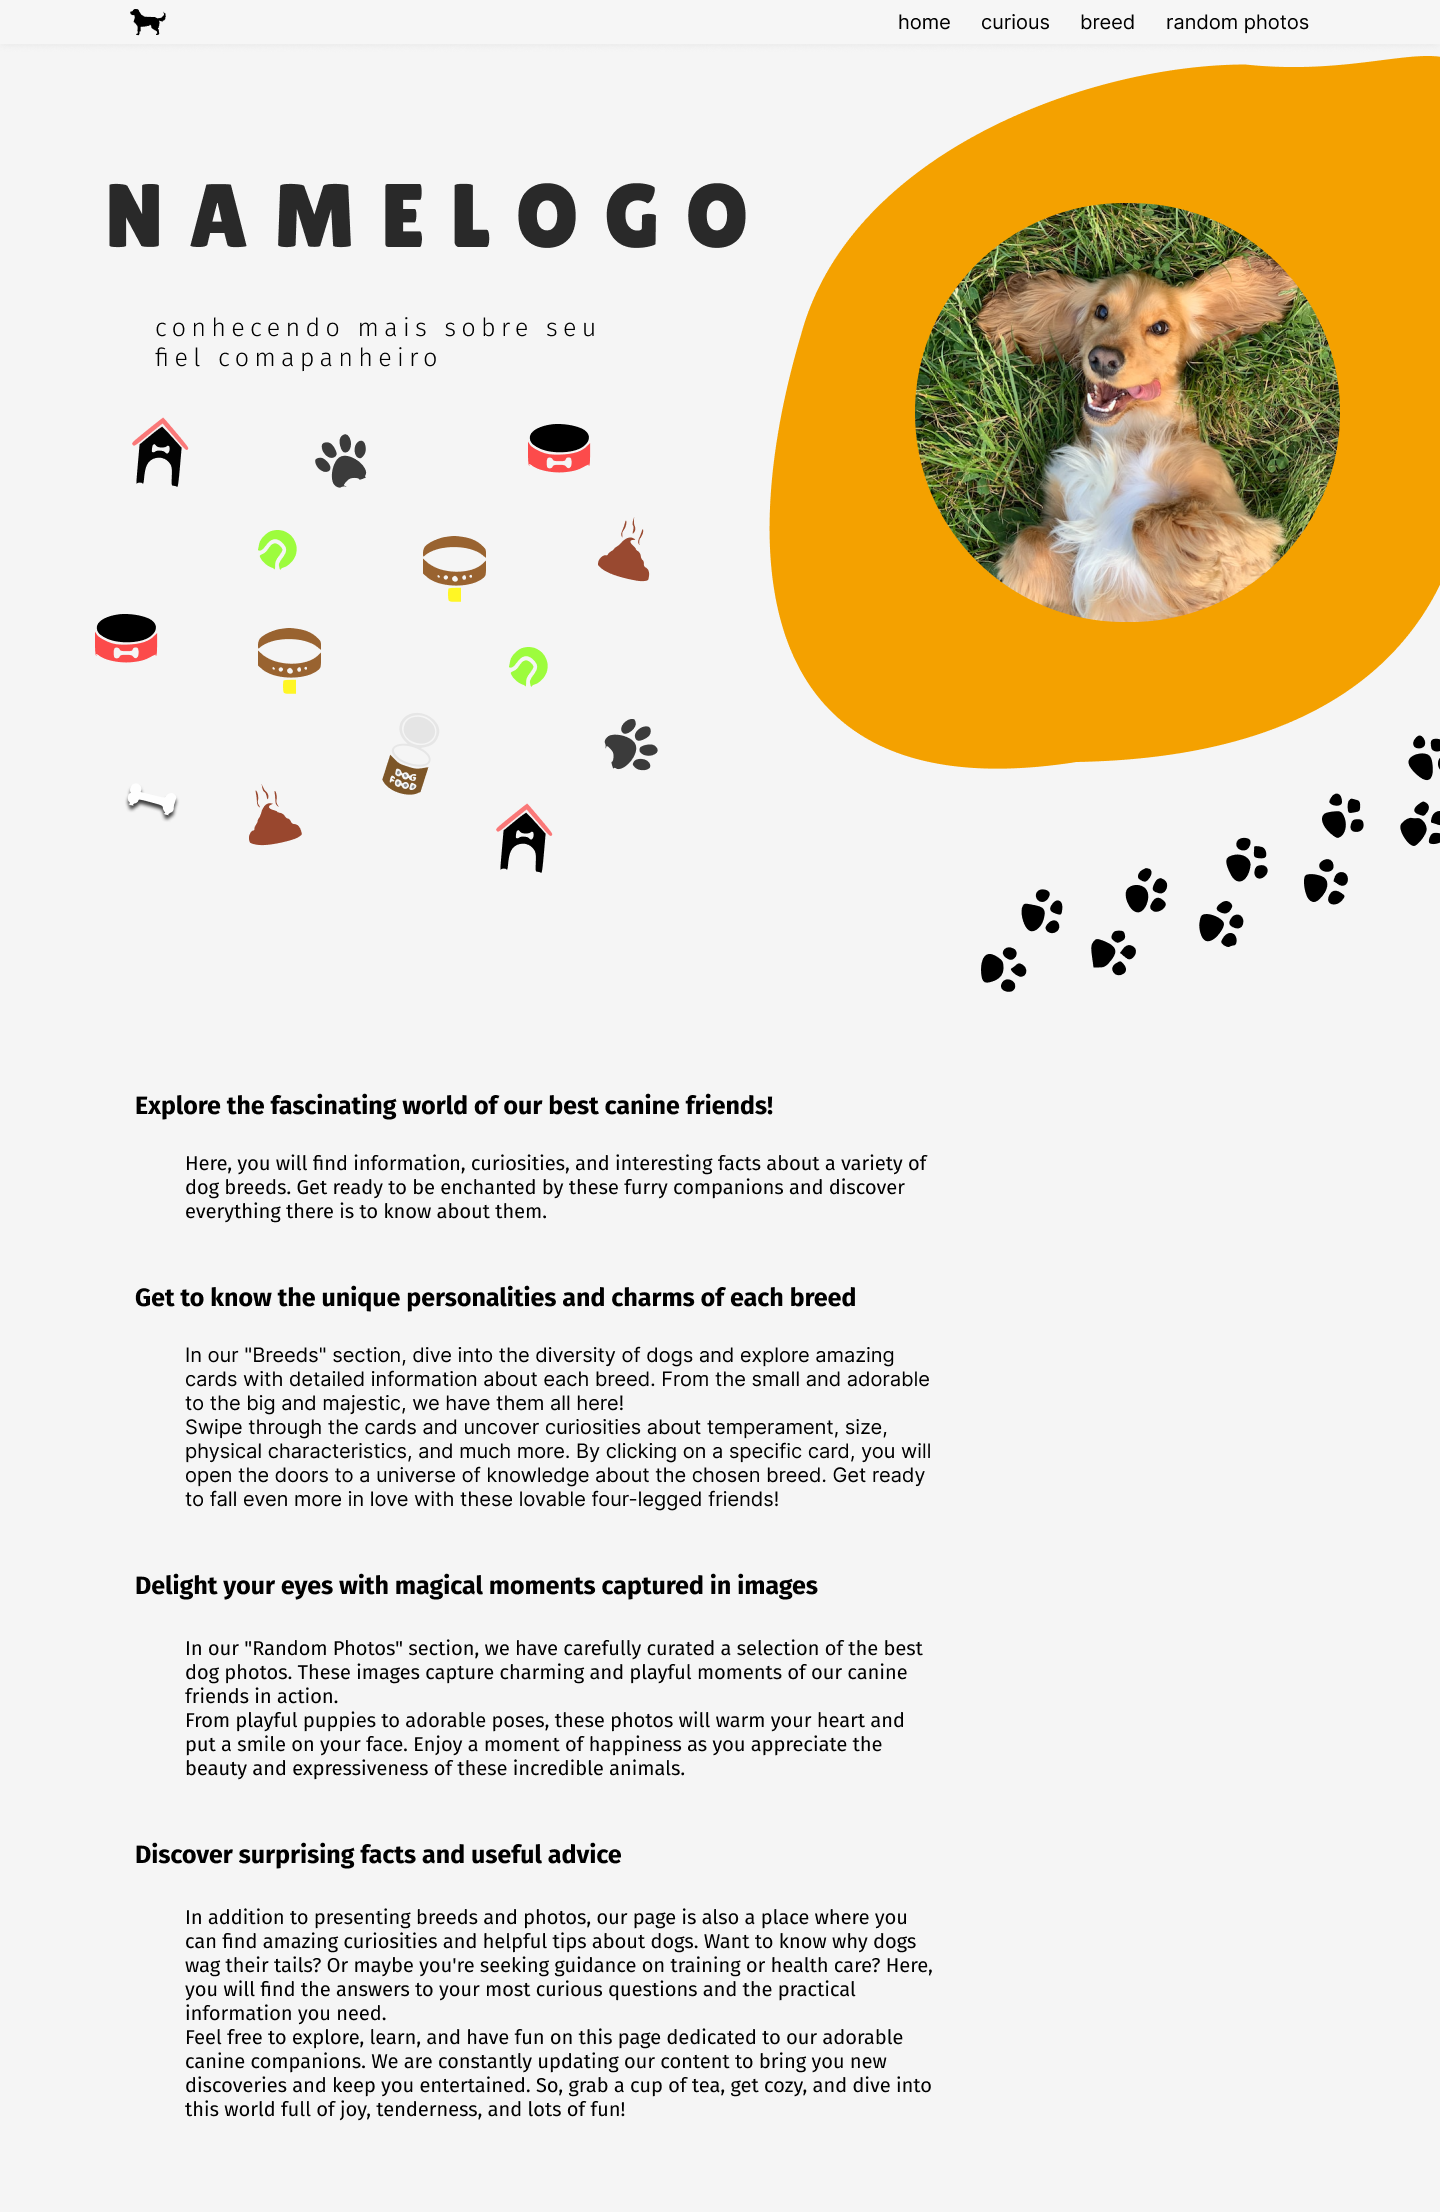 home curious breed random photos
NAMELOGO
conhecendo mais sobre seu
fiel comapanheiro
DOG
FOOD
Explore the fascinating world of our best canine friends!
Here, you will find information, curiosities, and interesting facts about a variety of
dog breeds. Get ready to be enchanted by these furry companions and discover
everything there is to know about them.
Get to know the unique personalities and charms of each breed
In our "Breeds" section, dive into the diversity of dogs and explore amazing
cards with detailed information about each breed. From the small and adorable
to the big and majestic, we have them all here!
Swipe through the cards and uncover curiosities about temperament, size,
physical characteristics, and much more. By clicking on a specific card, you will
open the doors to a universe of knowledge about the chosen breed. Get ready
to fall even more in love with these lovable four-legged friends!
Delight your eyes with magical moments captured in images
In our "Random Photos" section, we have carefully curated a selection of the best
dog photos. These images capture charming and playful moments of our canine
friends in action.
From playful puppies to adorable poses, these photos will warm your heart and
put a smile on your face. Enjoy a moment of happiness as you appreciate the
beauty and expressiveness of these incredible animals.
Discover surprising facts and useful advice
In addition to presenting breeds and photos, our page is also a place where you
can find amazing curiosities and helpful tips about dogs. Want to know why dogs
wag their tails? Or maybe you're seeking guidance on training or health care? Here,
you will find the answers to your most curious questions and the practical
information you need.
Feel free to explore, learn, and have fun on this page dedicated to our adorable
canine companions. We are constantly updating our content to bring you new
discoveries and keep you entertained. So, grab a cup of tea, get cozy, and dive into
this world full of joy, tenderness, and lots of fun!